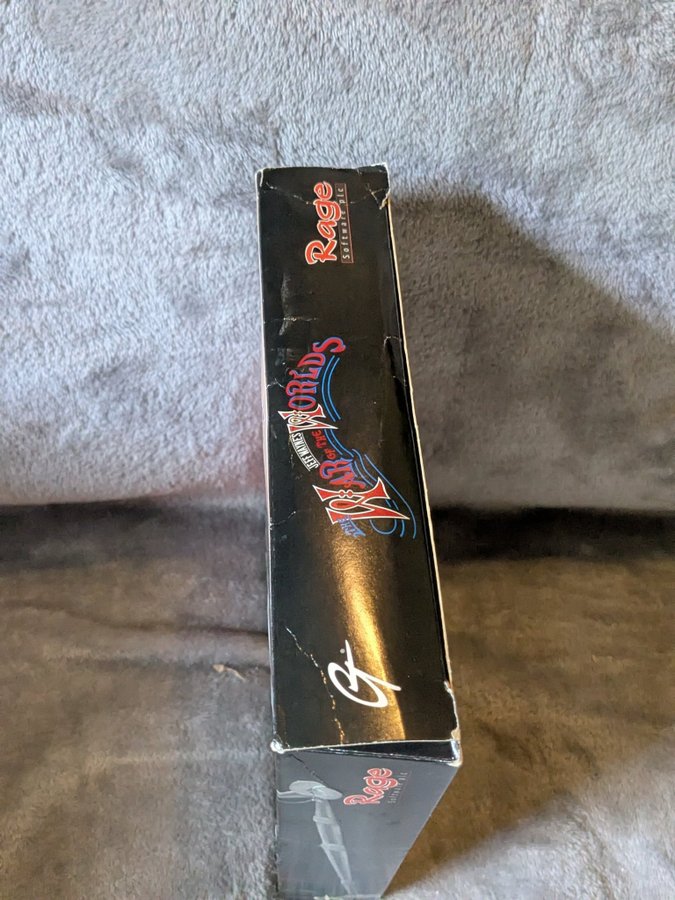 Rage
Software plc
JEFF WAYNE'S
THE WAR OF THE WORLDS
Rage
Software plc